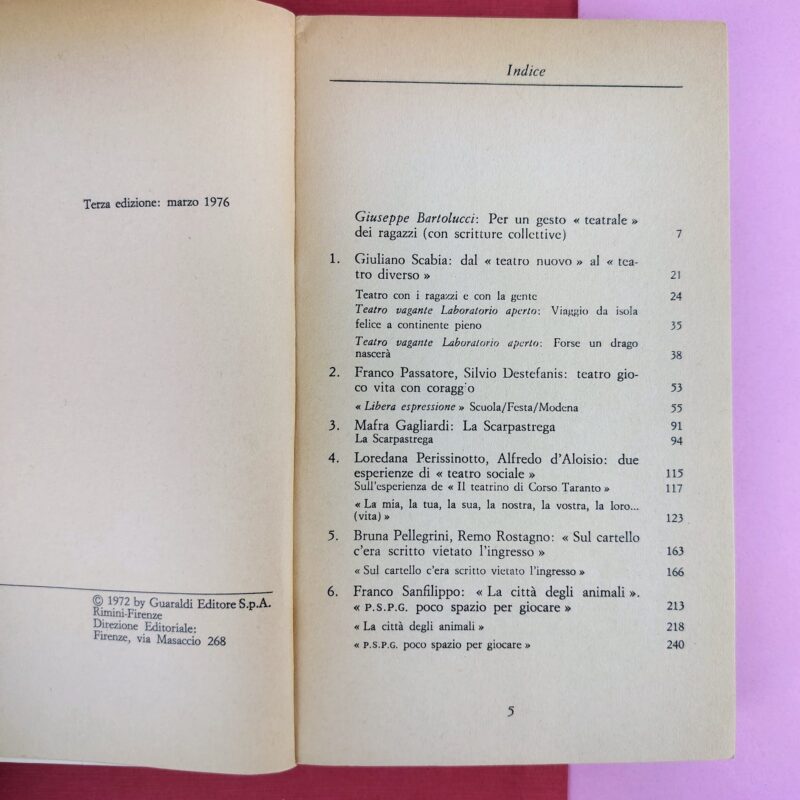 Terza edizione: marzo 1976
© 1972 by Guaraldi Editore S.p.A.
Rimini-Firenze
Direzione Editoriale:
Firenze, via Masaccio 268
Indice
Giuseppe Bartolucci: Per un gesto « teatrale »
dei ragazzi (con scritture collettive) 7
1. Giuliano Scabia: dal « teatro nuovo » al « tea-
tro diverso » 21
Teatro con i ragazzi e con la gente 24
Teatro vagante Laboratorio aperto: Viaggio da isola
felice a continente pieno 35
Teatro vagante Laboratorio aperto: Forse un drago
nascerà 38
2. Franco Passatore, Silvio Destefanis: teatro gio-
co vita con coraggio 53
« Libera espressione » Scuola/Festa/Modena 55
3. Mafra Gagliardi: La Scarpastrega 91
La Scarpastrega 94
4. Loredana Perissinotto, Alfredo d'Aloisio: due
esperienze di « teatro sociale » 115
Sull'esperienza de « Il teatrino di Corso Taranto » 117
« La mia, la tua, la sua, la nostra, la vostra, la loro...
(vita) » 123
5. Bruna Pellegrini, Remo Rostagno: « Sul cartello
c'era scritto vietato l'ingresso » 163
« Sul cartello c'era scritto vietato l'ingresso » 166
6. Franco Sanfilippo: « La città degli animali ».
« P.S.P.G. poco spazio per giocare » 213
« La città degli animali » 218
« P.S.P.G. poco spazio per giocare » 240
5